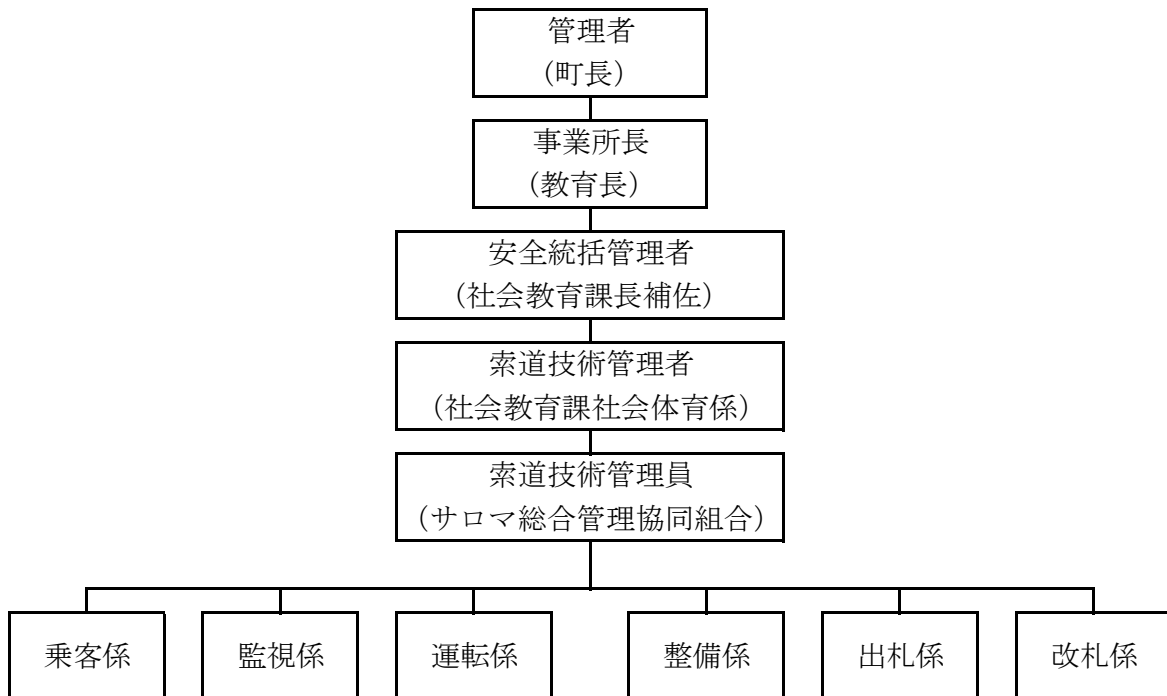 管理者
（町長）
事業所長
（教育長）
安全統括管理者
（社会教育課長補佐）
索道技術管理者
（社会教育課社会体育係）
索道技術管理員
（サロマ総合管理協同組合）
乗客係
監視係
運転係
整備係
出札係
改札係